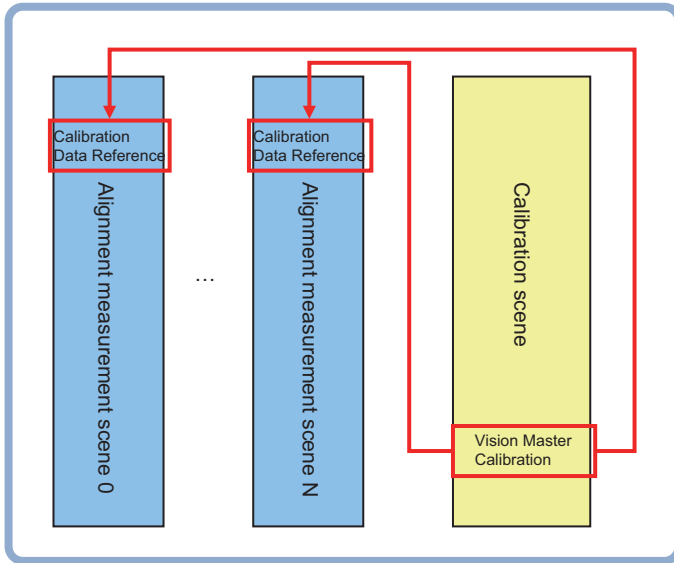 Calibration
Data Reference
Alignment measurement scene 0
...
Calibration
Data Reference
Alignment measurement scene N
Calibration scene
Vision Master
Calibration